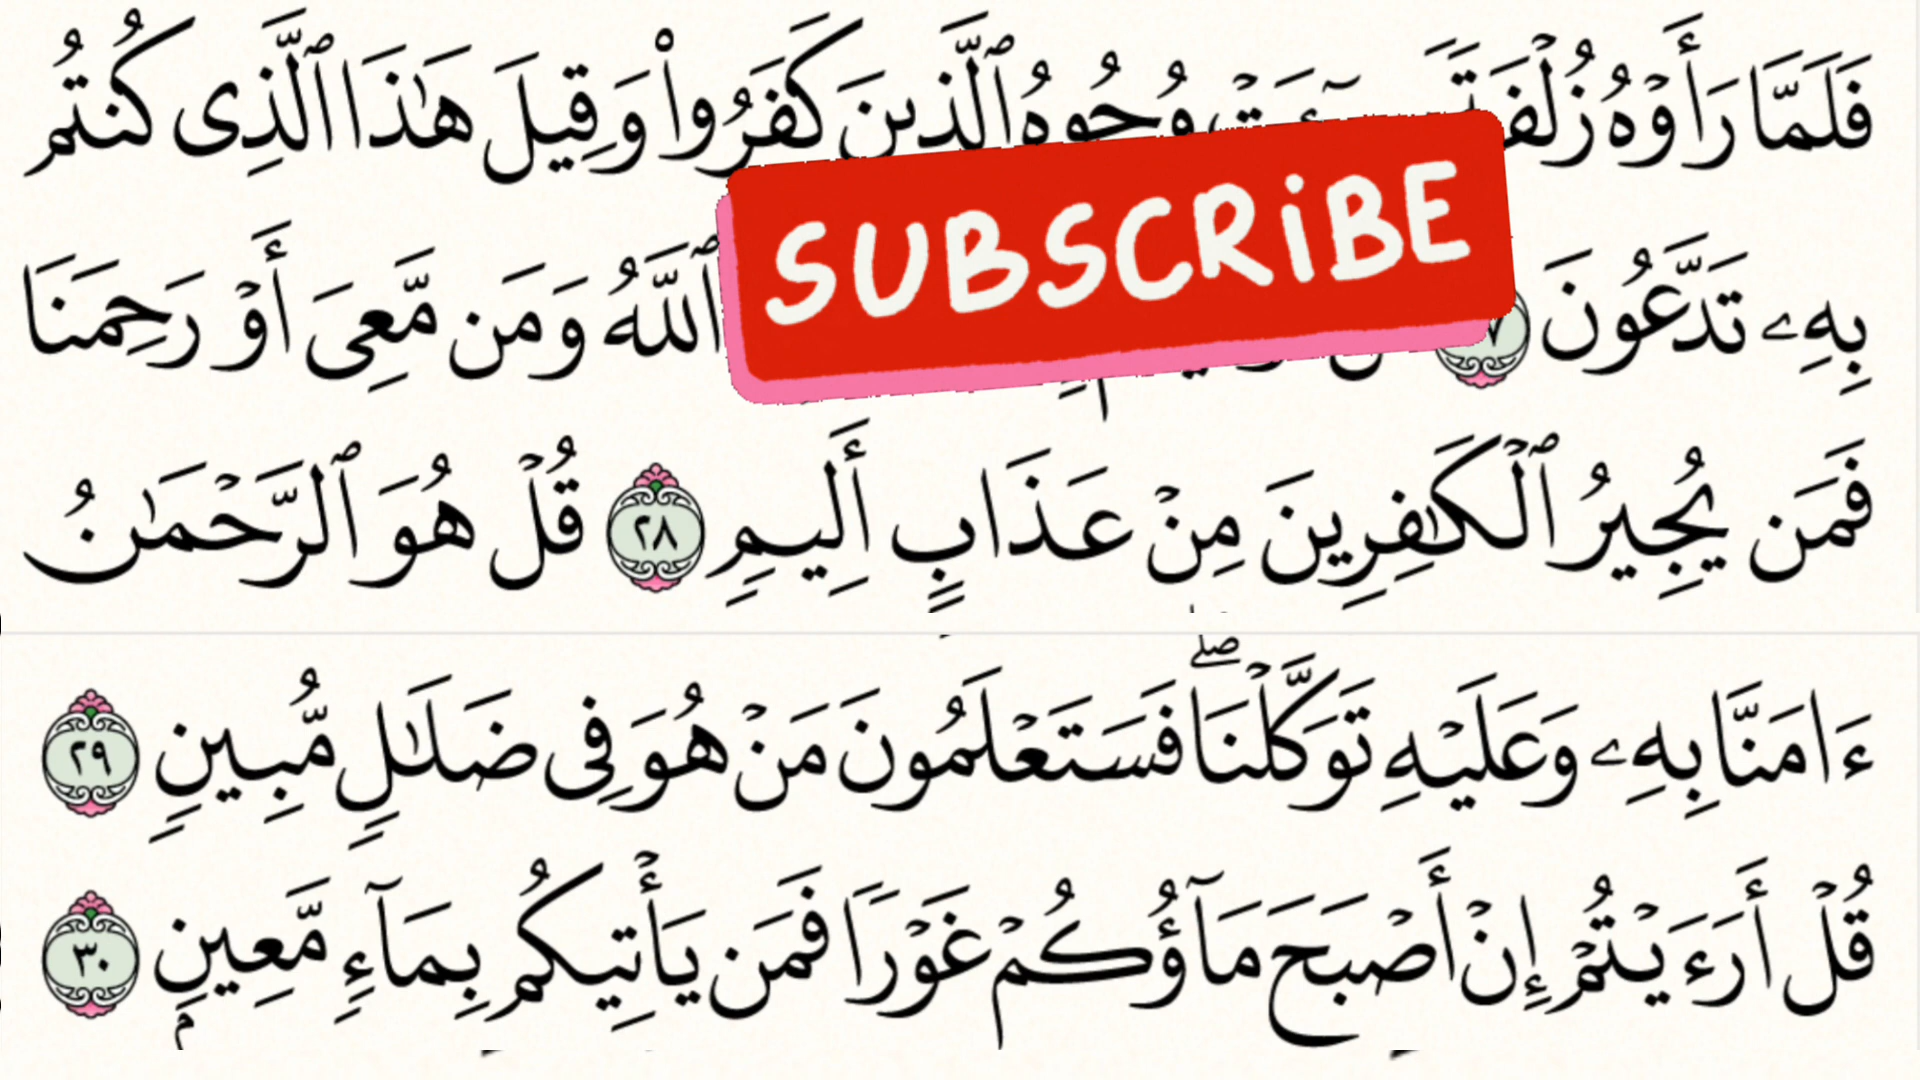 فَلَمَّا رَأَوْهُ زُلْفَةً وُجُوهُ ٱلَّذِينَ كَفَرُوا۟ وَقِيلَ هَٰذَا ٱلَّذِى كُنتُم
SUBSCRIBE
بِهِۦ تَدَّعُونَ ٱللَّهُ وَمَن مَّعِىَ أَوْ رَحِمَنَا
فَمَن يُجِيرُ ٱلْكَٰفِرِينَ مِنْ عَذَابٍ أَلِيمٍ ٢٨ قُلْ هُوَ ٱلرَّحْمَٰنُ
ءَامَنَّا بِهِۦ وَعَلَيْهِ تَوَكَّلْنَا ۖ فَسَتَعْلَمُونَ مَنْ هُوَ فِى ضَلَٰلٍ مُّبِينٍ ٢٩
قُلْ أَرَءَيْتُمْ إِنْ أَصْبَحَ مَآؤُكُمْ غَوْرًا فَمَن يَأْتِيكُم بِمَآءٍ مَّعِينٍۭ ٣٠